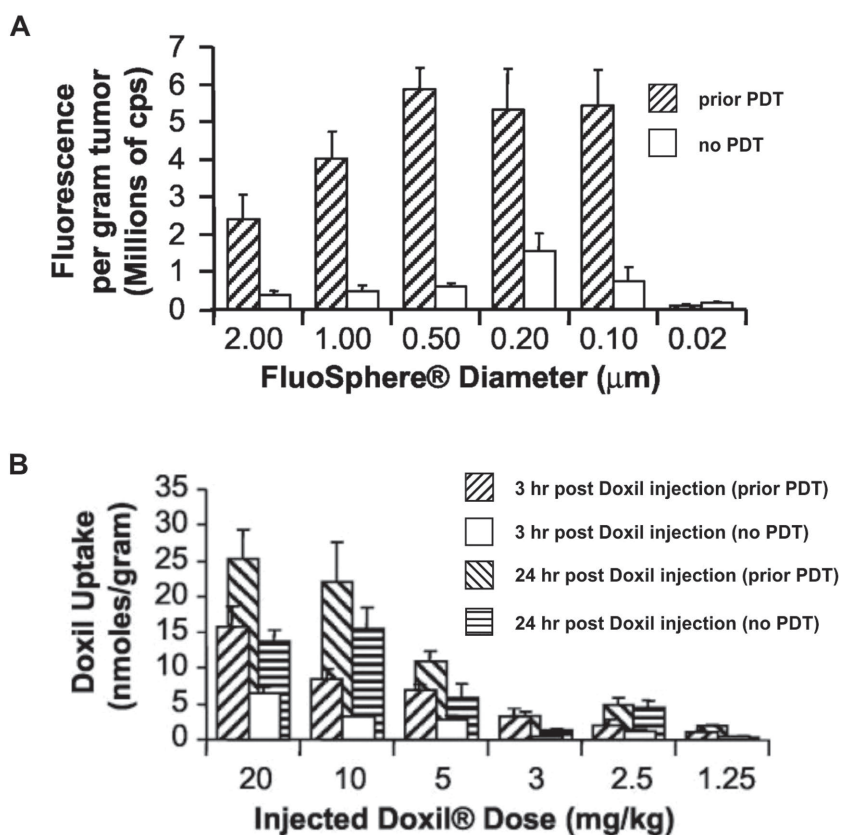 A
Fluorescence
per gram tumor
(Millions of cps)
7
6
5
4
3
2
1
0
prior PDT
no PDT
2.00 1.00 0.50 0.20 0.10 0.02
FluoSphere® Diameter (μm)
B
Doxil Uptake
(nmoles/gram)
35
30
25
20
15
10
5
0
3 hr post Doxil injection (prior PDT)
3 hr post Doxil injection (no PDT)
24 hr post Doxil injection (prior PDT)
24 hr post Doxil injection (no PDT)
20 10 5 3 2.5 1.25
Injected Doxil® Dose (mg/kg)